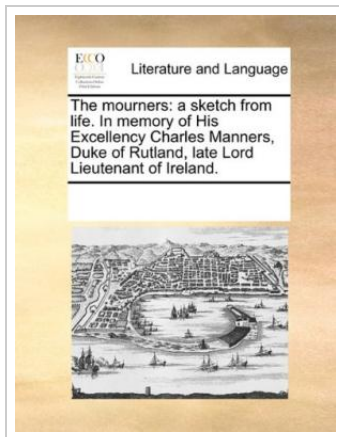 ECCO
Literature and Language
The mourners: a sketch from
life. In memory of His
Excellency Charles Manners,
Duke of Rutland, late Lord
Lieutenant of Ireland.